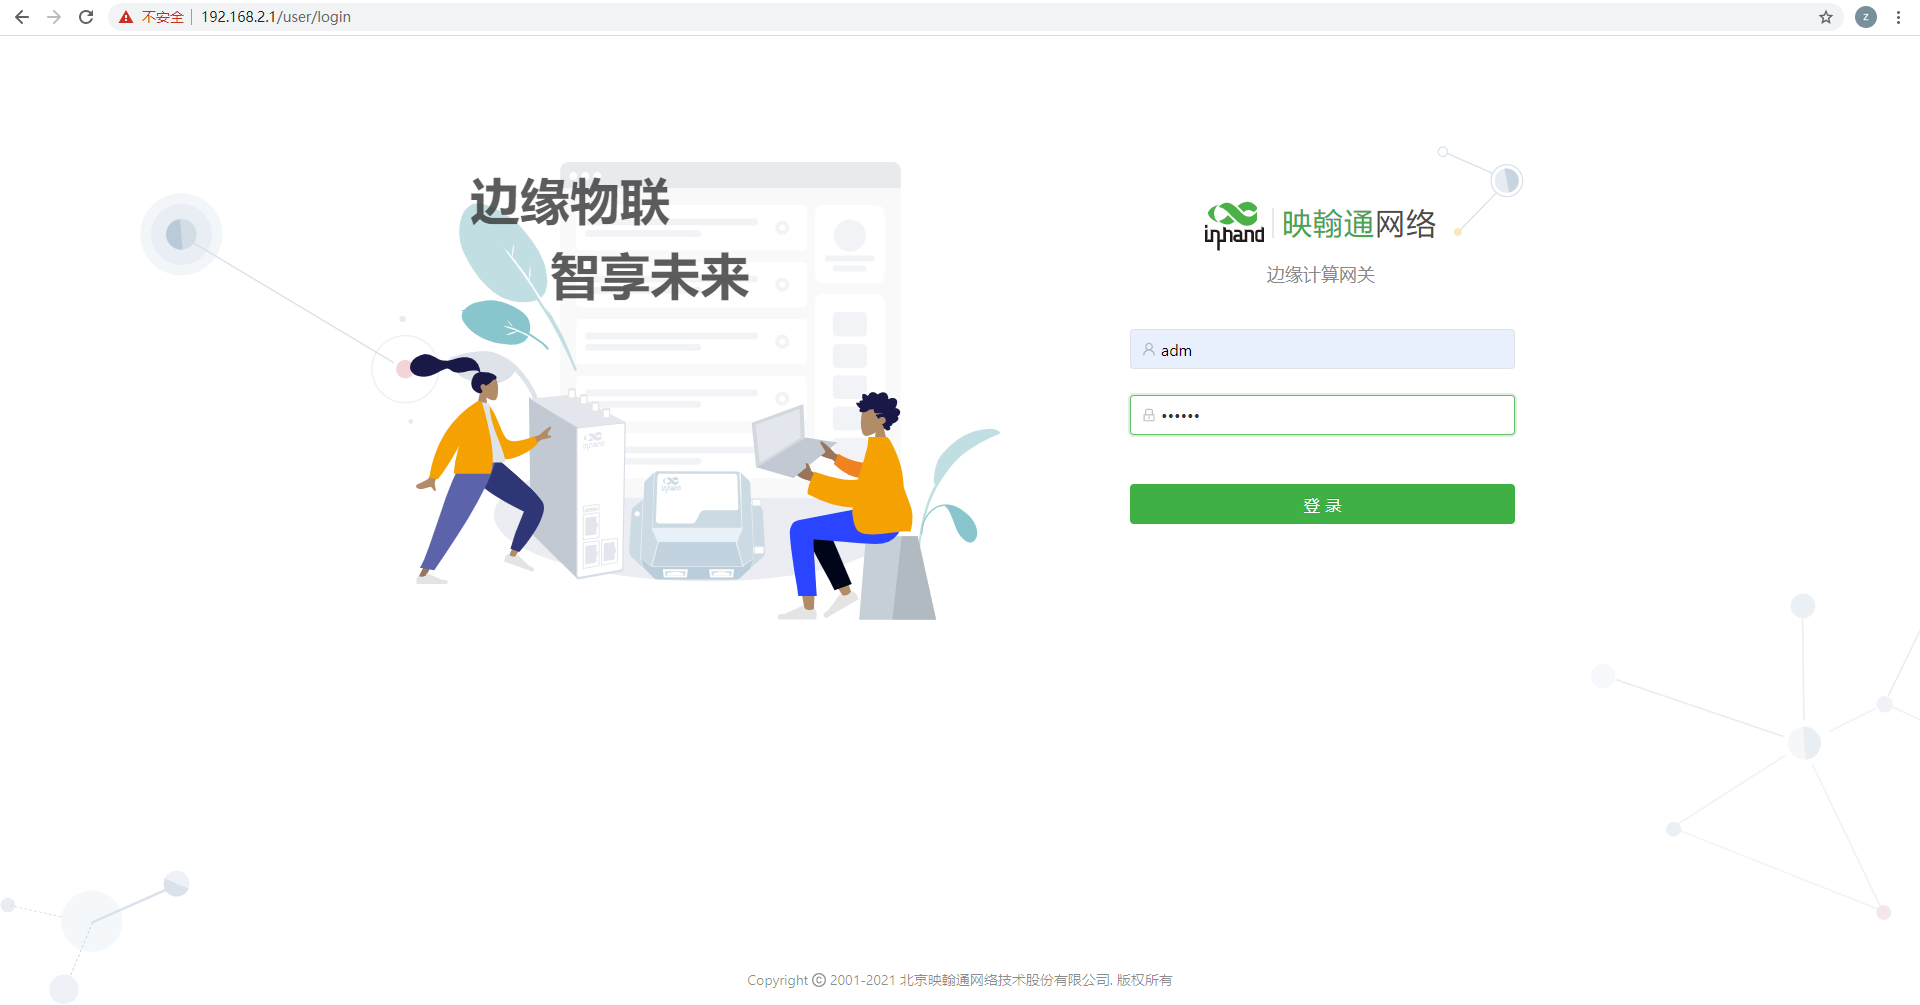 不安全 192.168.2.1/user/login
z
边缘物联
智享未来
inhand 映翰通网络
边缘计算网关
adm
••••••
登 录
inhand
inhand
Copyright © 2001-2021 北京映翰通网络技术股份有限公司. 版权所有